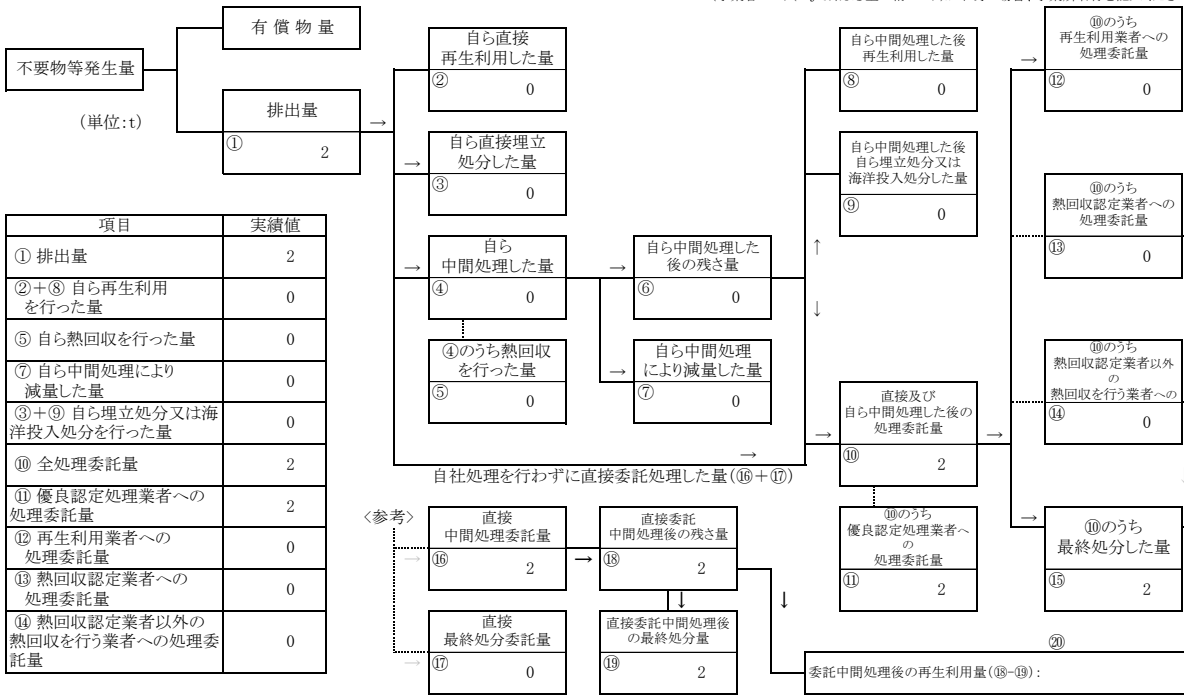 有 償 物 量
不要物等発生量
(単位:t)
排出量
①
2
→
自ら直接
再生利用した量
②
0
→
自ら直接埋立
処分した量
③
0
→
自ら
中間処理した量
④
0
④のうち熱回収
を行った量
⑤
0
→
自ら中間処理した
後の残さ量
⑥
0
→
自ら中間処理
により減量した量
⑦
0
自ら中間処理した後
再生利用した量
⑧
0
自ら中間処理した後
自ら埋立処分又は
海洋投入処分した量
⑨
0
↑
↓
→
直接及び
自ら中間処理した後の
処理委託量
⑩
2
→
⑩のうち
優良認定処理業者へ
の
処理委託量
⑪
2
→
⑩のうち
再生利用業者への
処理委託量
⑫
0
⑩のうち
熱回収認定業者への
処理委託量
⑬
0
⑩のうち
熱回収認定業者以外
の
熱回収を行う業者への
⑭
0
→
⑩のうち
最終処分した量
⑮
2
→
自社処理を行わずに直接委託処理した量(⑯+⑰)
〈参考〉
→
直接
中間処理委託量
⑯
2
→
直接委託
中間処理後の残さ量
⑱
2
→
直接
最終処分委託量
⑰
0
↓
直接委託中間処理後
の最終処分量
⑲
2
↓
⑳
委託中間処理後の再生利用量(⑱-⑲):
項目 実績値
① 排出量 2
②+⑧ 自ら再生利用
を行った量 0
⑤ 自ら熱回収を行った量 0
⑦ 自ら中間処理により
減量した量 0
③+⑨ 自ら埋立処分又は海
洋投入処分を行った量 0
⑩ 全処理委託量 2
⑪ 優良認定処理業者への
処理委託量 2
⑫ 再生利用業者への
処理委託量 0
⑬ 熱回収認定業者への
処理委託量 0
⑭ 熱回収認定業者以外の
熱回収を行う業者への処理委
託量 0